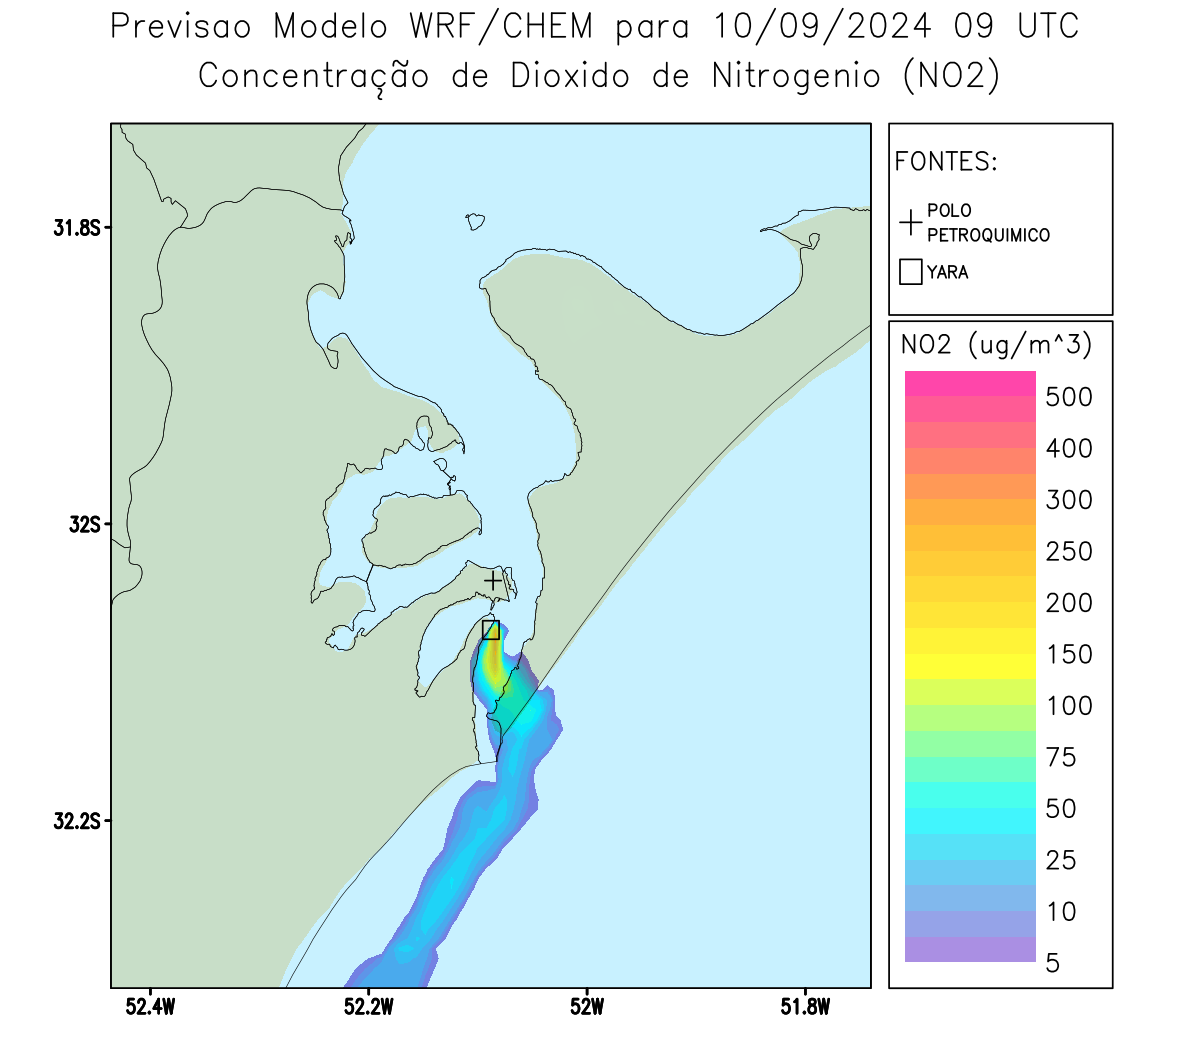 Previsao Modelo WRF/CHEM para 10/09/2024 09 UTC
Concentração de Dioxido de Nitrogenio (NO2)
FONTES:
POLO
PETROQUIMICO
YARA
NO2 (ug/m^3)
500
400
300
250
200
150
100
75
50
25
10
5
31.8S
32S
32.2S
52.4W
52.2W
52W
51.8W